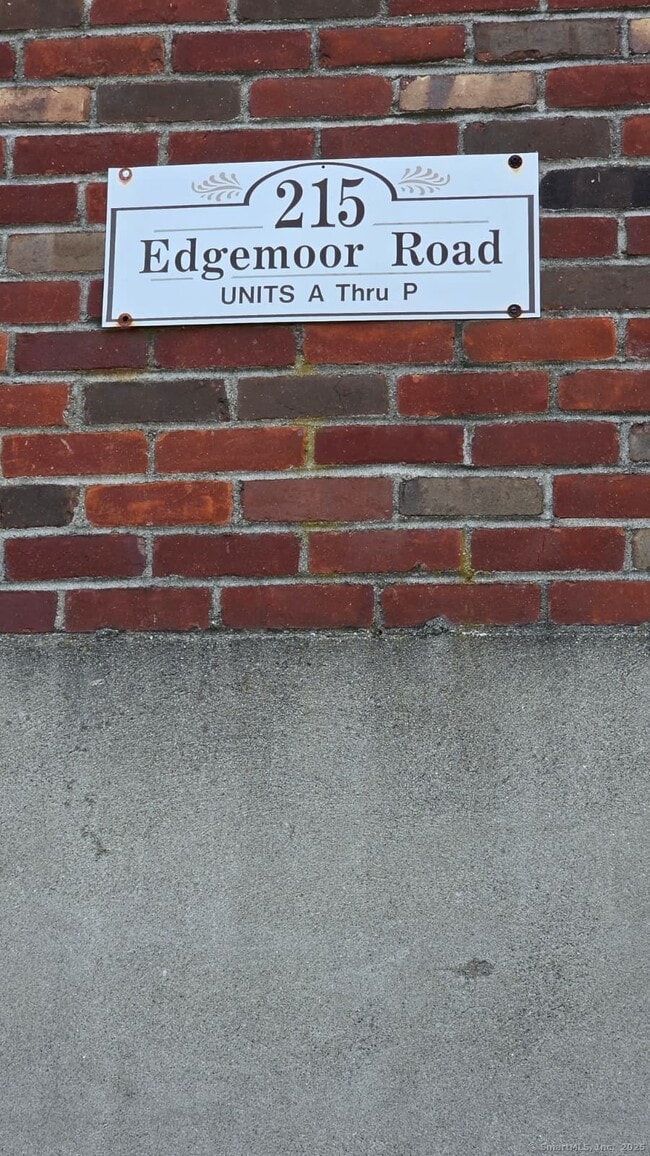 215
Edgemoor Road
UNITS A Thru P
SmartMLS, Inc. 2025